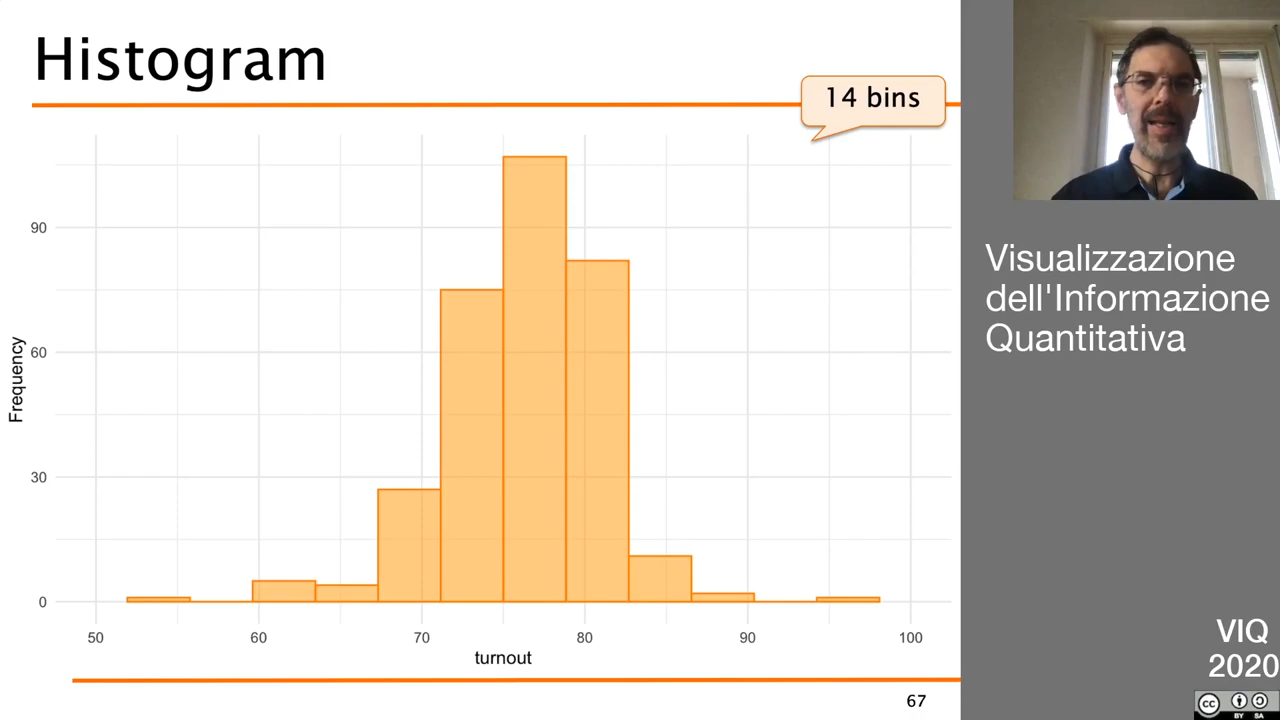 Histogram
14 bins
90
60
30
0
Frequency
50 60 70 80 90 100
turnout
67
Visualizzazione
dell'Informazione
Quantitativa
VIQ
2020
cc
BY SA